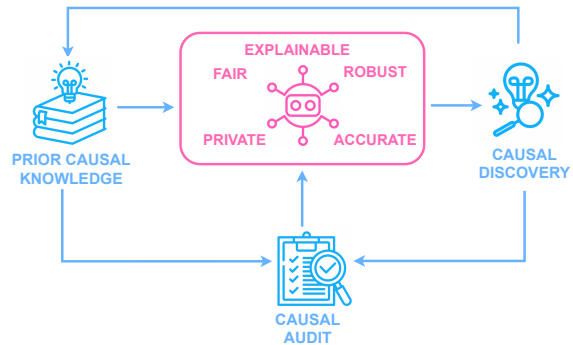 EXPLAINABLE
FAIR
ROBUST
PRIVATE
ACCURATE
PRIOR CAUSAL
KNOWLEDGE
CAUSAL
DISCOVERY
CAUSAL
AUDIT